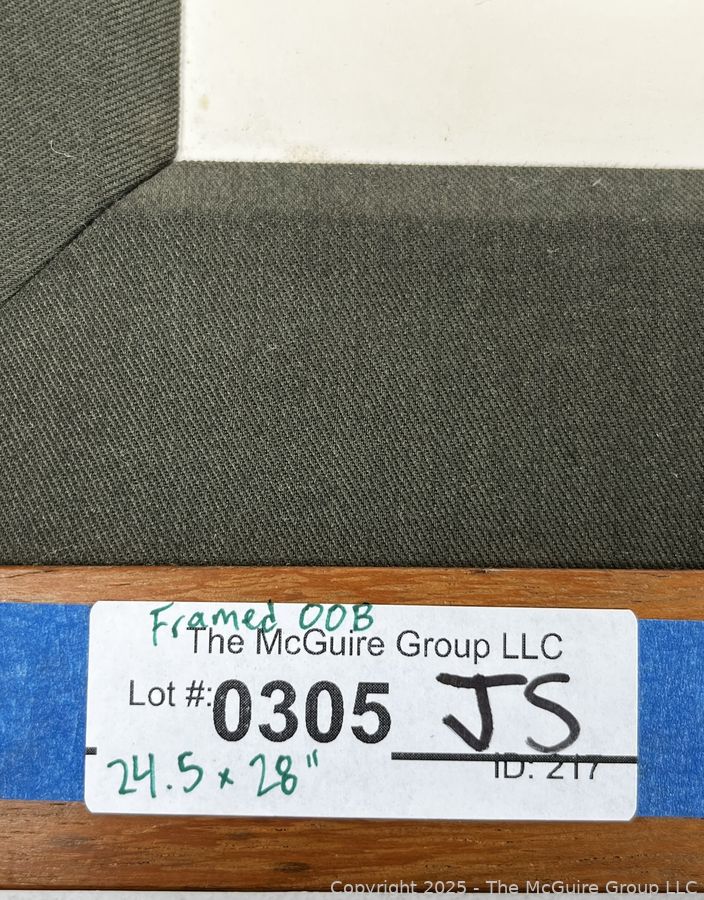 Framed OOB
The McGuire Group LLC
Lot #: 0305 JS
24.5 x 28"
ID: 217
Copyright 2025 - The McGuire Group LLC